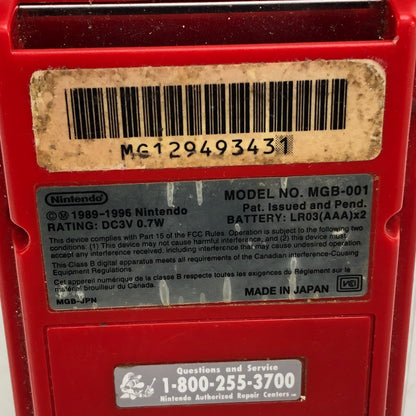 MG129493431
Nintendo
MODEL NO. MGB-001
©Ⓜ 1989-1996 Nintendo
Pat. Issued and Pend.
RATING: DC3V 0.7W
BATTERY: LR03(AAA)x2
This device complies with Part 15 of the FCC Rules. Operation is subject to the following two
conditions: (1) This device may not cause harmful interference, and (2) this device must
accept any interference received, including interference that may cause undesired operation.
This Class B digital apparatus meets all requirements of the Canadian Interference-Causing
Equipment Regulations.
Cet appareil numérique de la classe B respecte toutes les exigences du Règlement sur le
matériel brouilleur du Canada.
MGB-JPN
MADE IN JAPAN
Questions and Service
1-800-255-3700
Nintendo Authorized Repair Centers